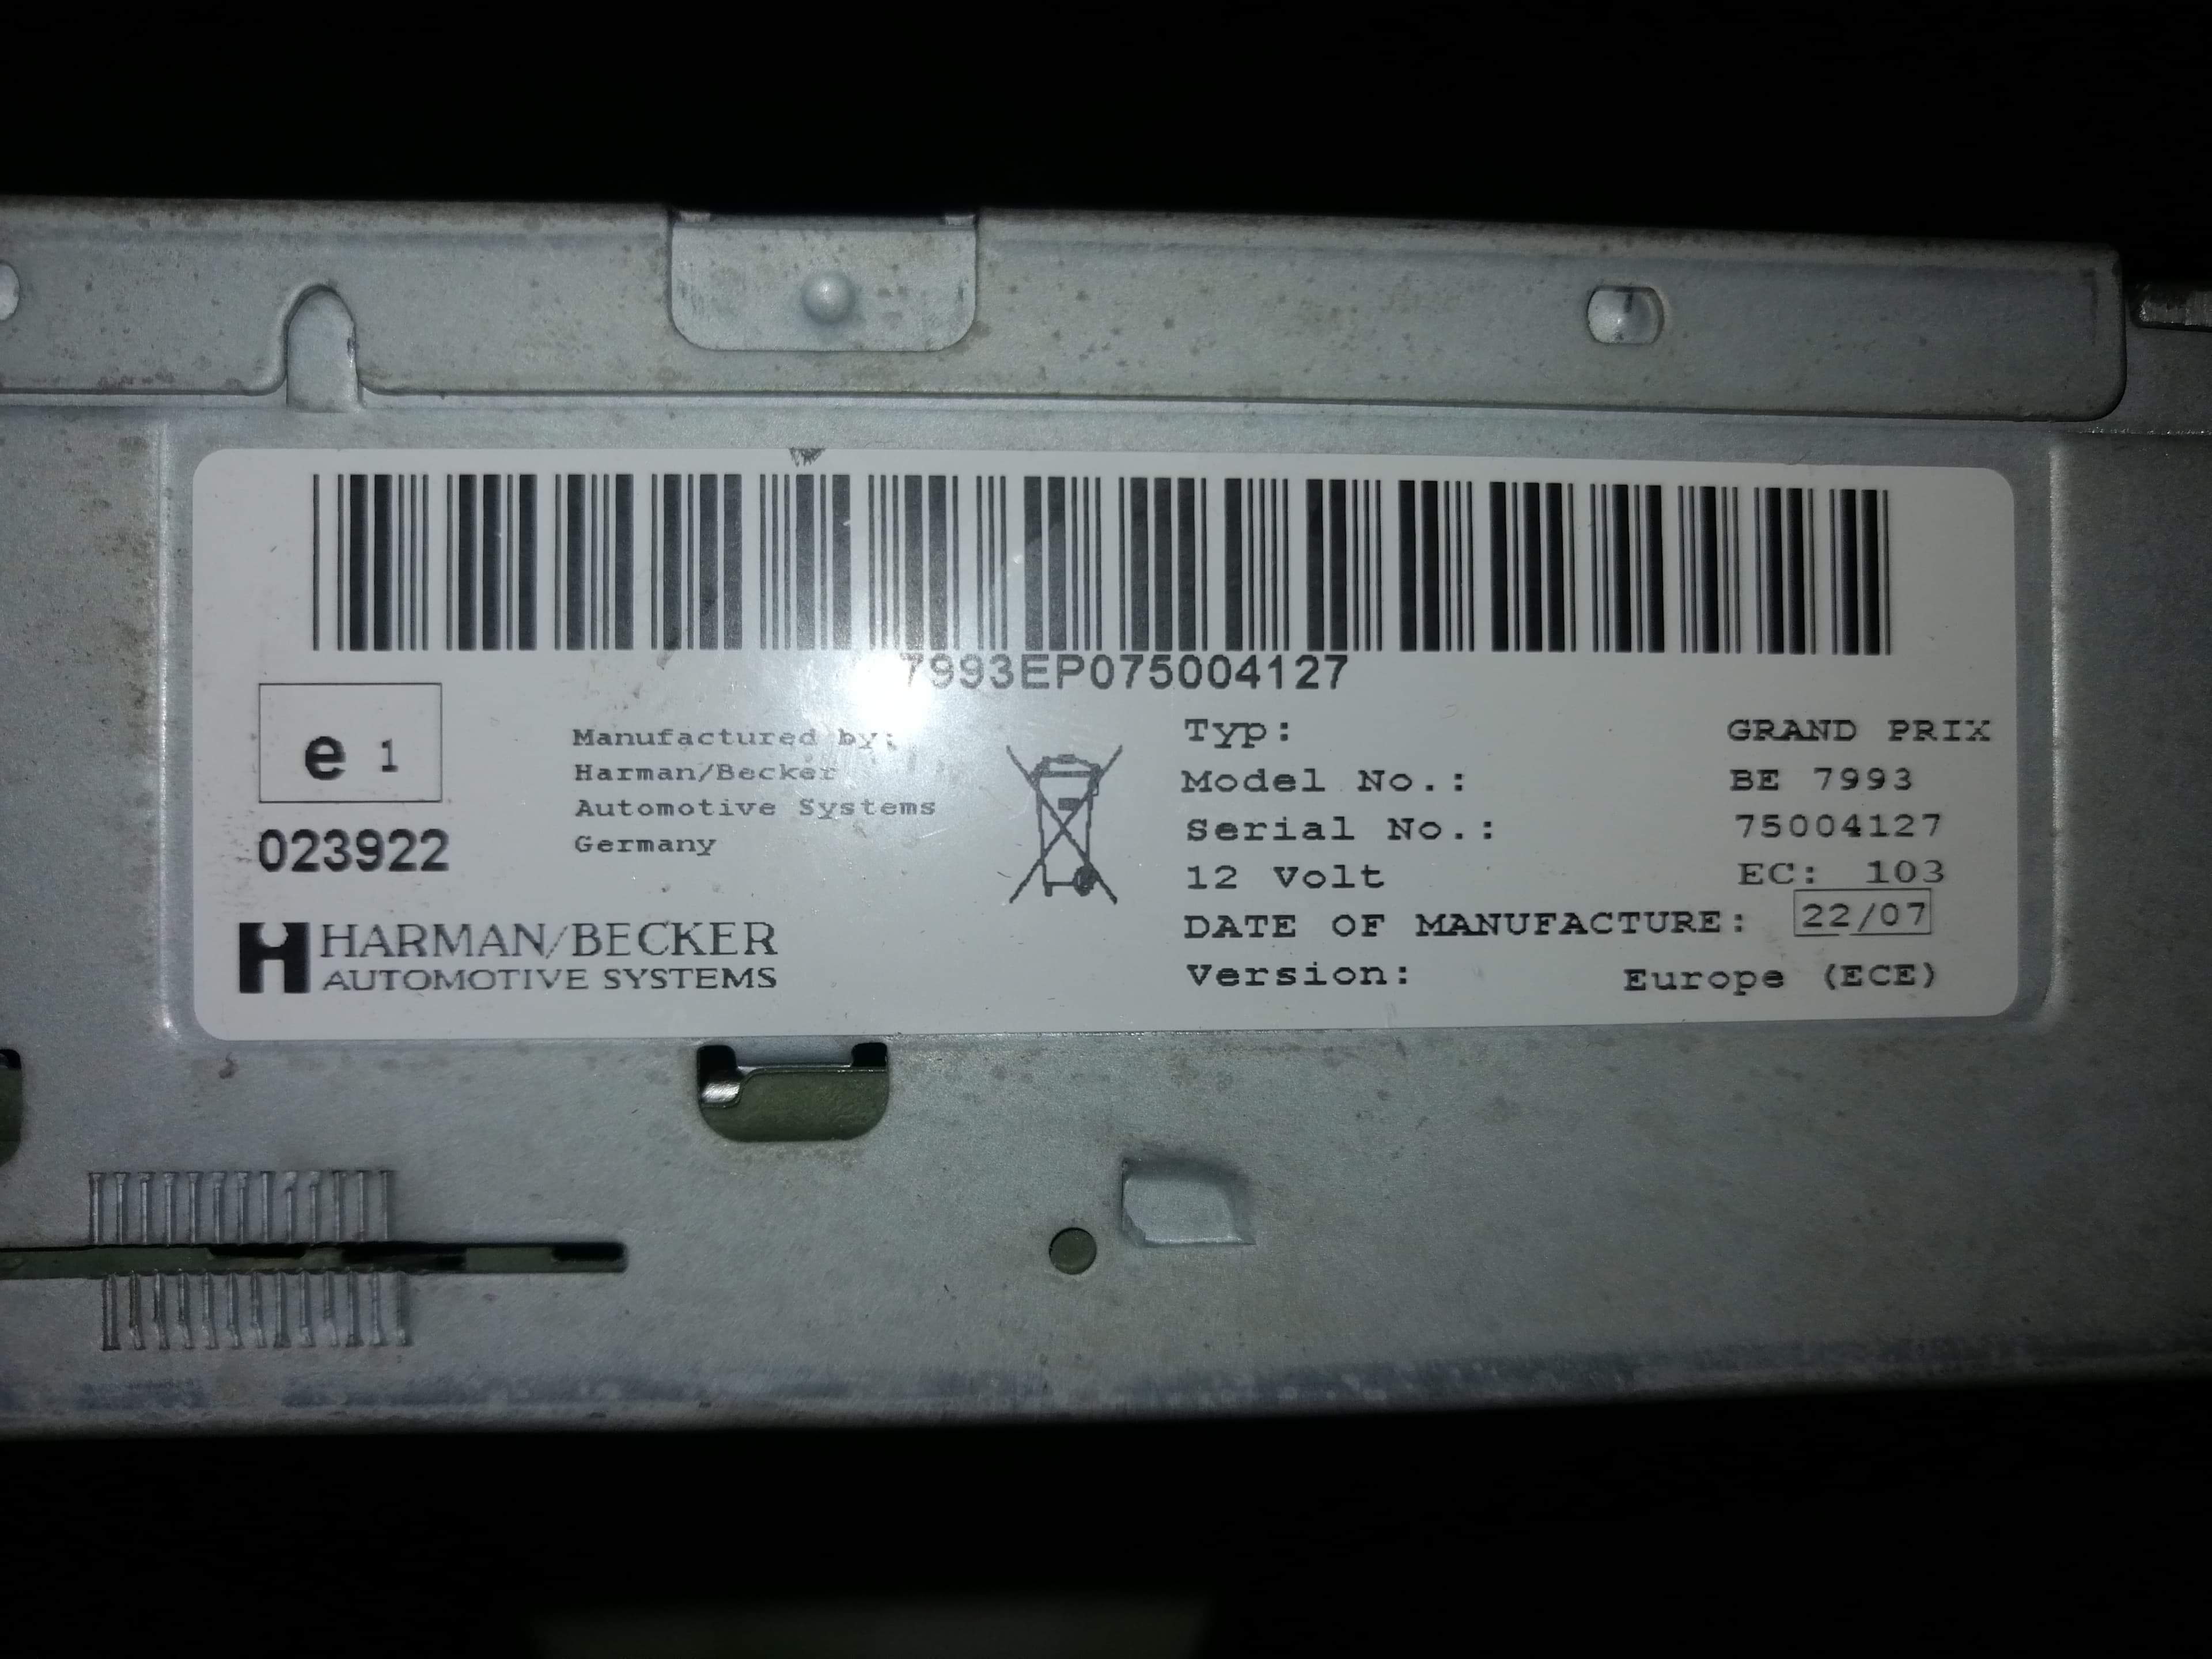 7993EP075004127
e 1
023922
Manufactured by:
Harman/Becker
Automotive Systems
Germany
HARMAN/BECKER
AUTOMOTIVE SYSTEMS
Typ: GRAND PRIX
Model No.: BE 7993
Serial No.: 75004127
12 Volt EC: 103
DATE OF MANUFACTURE: 22/07
Version: Europe (ECE)